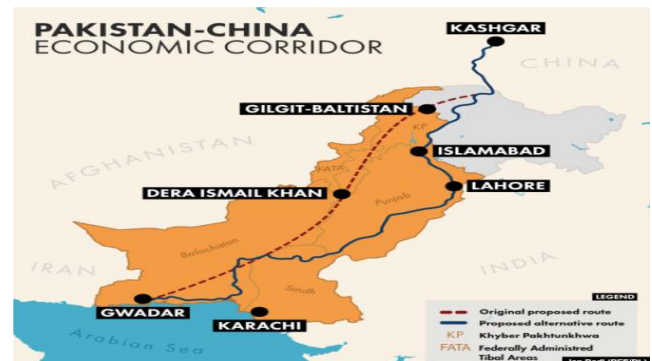 PAKISTAN-CHINA
ECONOMIC CORRIDOR
KASHGAR
CHINA
GILGIT-BALTISTAN
KP
AFGHANISTAN
ISLAMABAD
FATA
DERA ISMAIL KHAN
LAHORE
Punjab
Balochistan
IRAN
INDIA
Sindh
GWADAR
KARACHI
Arabian Sea
LEGEND
Original proposed route
Proposed alternative route
KP Khyber Pakhtunkhwa
FATA Federally Administred
Tibal Areas